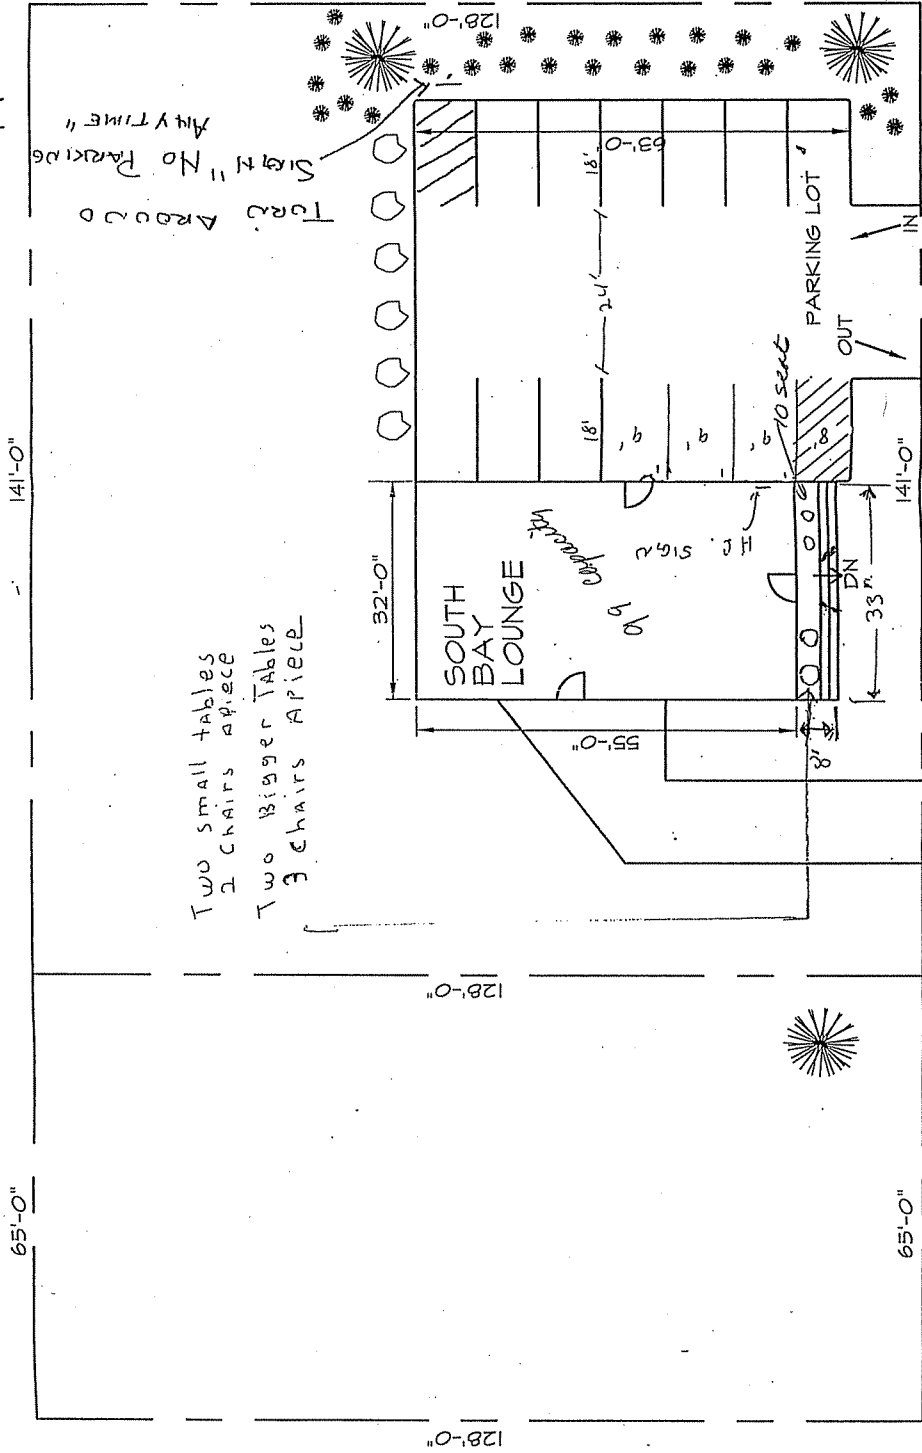 128'-0"
141'-0"
TURN AROUND
SIGN "NO PARKING
ANYTIME"
63'-0
18'
24'
18'
9'
9'
9'
8'
10 seat
PARKING LOT
IN
OUT
141'-0"
32'-0"
SOUTH
BAY
LOUNGE
99 capacity
H.C. SIGN
DN
33'
55'-0"
8'
Two small tables
2 chairs apiece
Two Bigger Tables
3 chairs Apiece
128'-0"
65'-0"
65'-0"
128'-0"